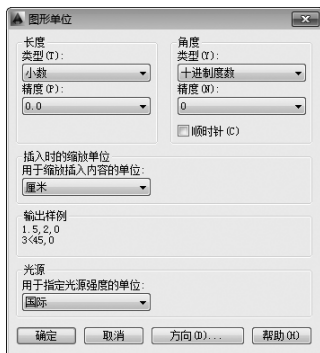 图形单位
长度
类型(T):
小数
精度(P):
0.0
角度
类型(Y):
十进制度数
精度(N):
0
顺时针(C)
插入时的缩放单位
用于缩放插入内容的单位:
厘米
输出样例
1.5,2,0
3<45,0
光源
用于指定光源强度的单位:
国际
确定
取消
方向(D)...
帮助(H)